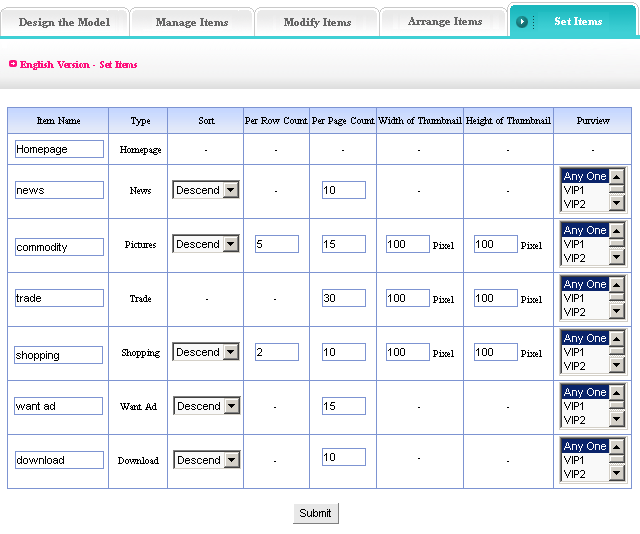 Design the Model Manage Items Modify Items Arrange Items Set Items
English Version - Set Items
Item Name Type Sort Per Row Count Per Page Count Width of Thumbnail Height of Thumbnail Purview
Homepage Homepage - - - - - -
news News Descend - 10 - - Any One
VIP1
VIP2
commodity Pictures Descend 5 15 100 Pixel 100 Pixel Any One
VIP1
VIP2
trade Trade - - 30 100 Pixel 100 Pixel Any One
VIP1
VIP2
shopping Shopping Descend 2 10 100 Pixel 100 Pixel Any One
VIP1
VIP2
want ad Want Ad Descend - 15 - - Any One
VIP1
VIP2
download Download Descend - 10 - - Any One
VIP1
VIP2
Submit